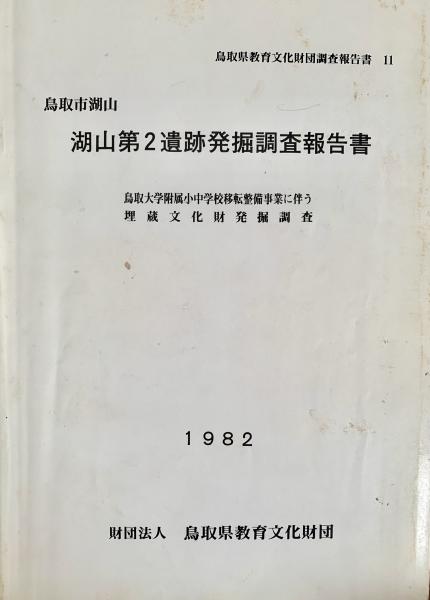 鳥取県教育文化財団調査報告書 11
鳥取市湖山
湖山第2遺跡発掘調査報告書
鳥取大学附属小中学校移転整備事業に伴う
埋蔵文化財発掘調査
1982
財団法人 鳥取県教育文化財団